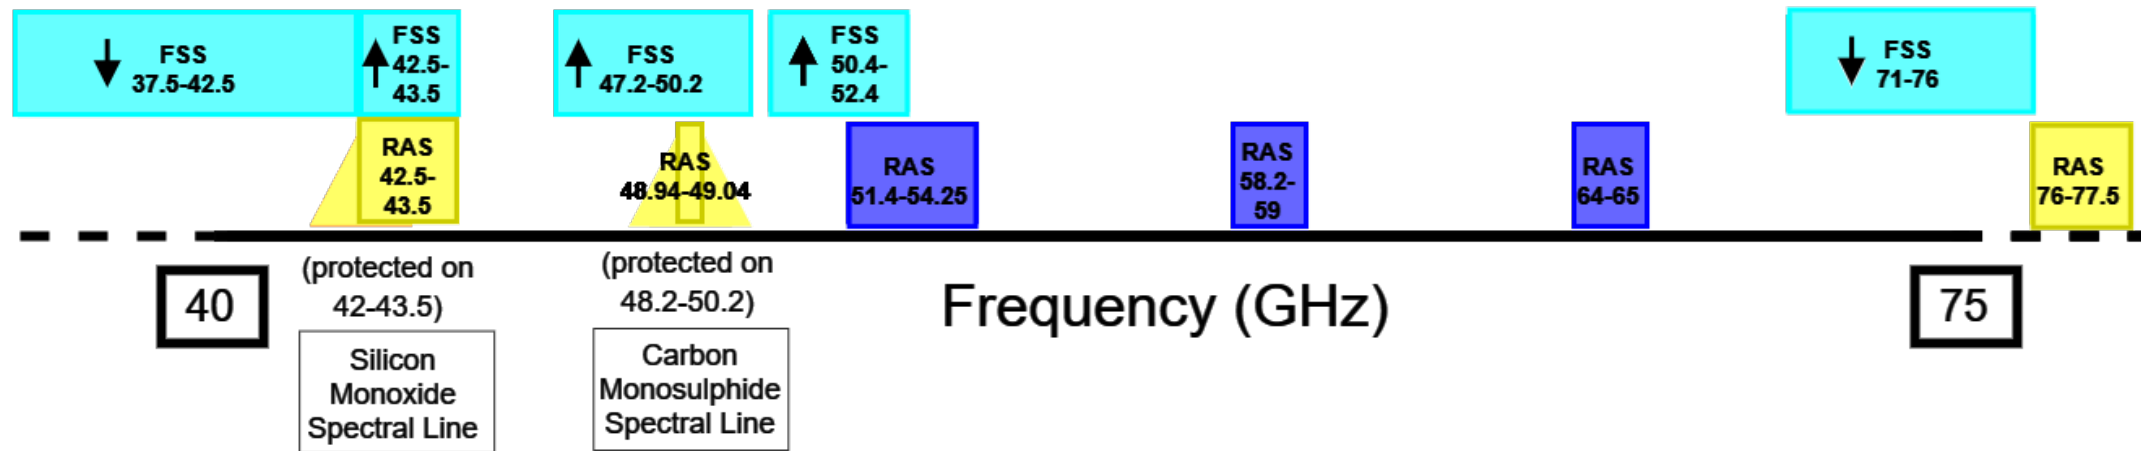 FSS
37.5-42.5
FSS
42.5-
43.5
FSS
47.2-50.2
FSS
50.4-
52.4
FSS
71-76
RAS
42.5-
43.5
RAS
48.94-49.04
RAS
51.4-54.25
RAS
58.2-
59
RAS
64-65
RAS
76-77.5
40
(protected on
42-43.5)
(protected on
48.2-50.2)
Frequency (GHz)
75
Silicon
Monoxide
Spectral Line
Carbon
Monosulphide
Spectral Line